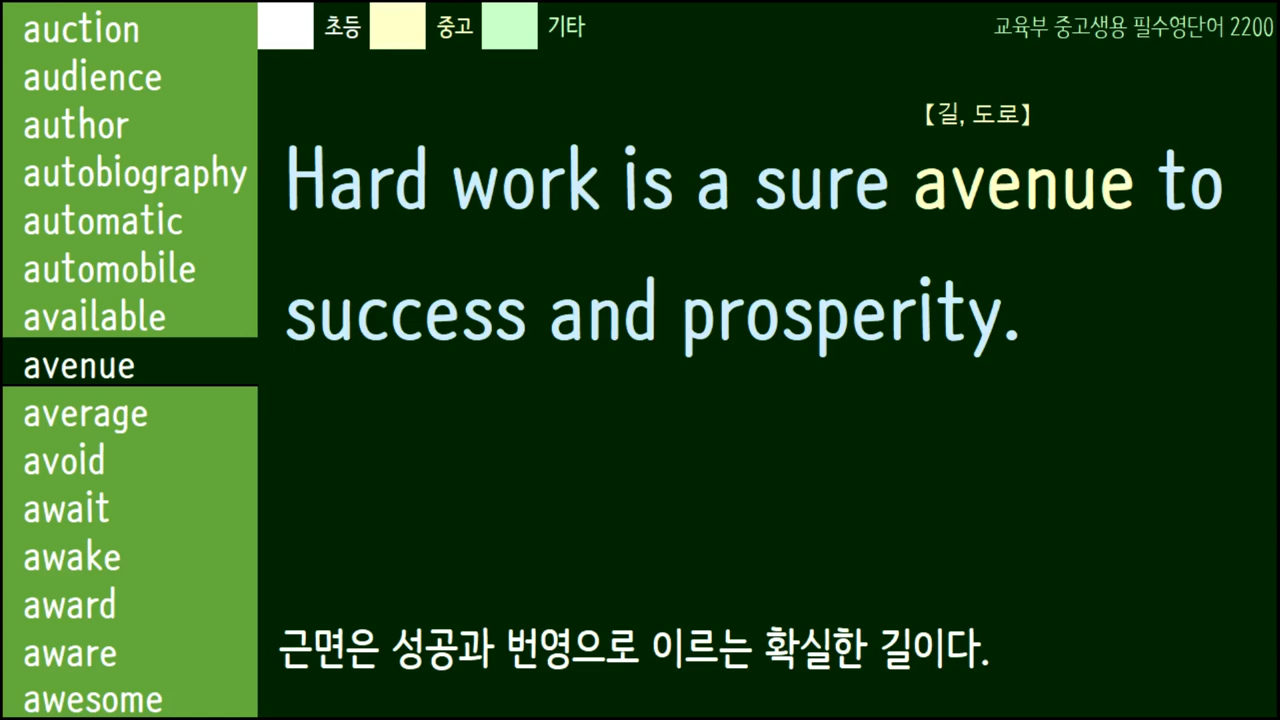 auction
audience
author
autobiography
automatic
automobile
available
avenue
average
avoid
await
awake
award
aware
awesome
초등 중고 기타
교육부 중고생용 필수영단어 2200
【길, 도로】
Hard work is a sure avenue to
success and prosperity.
근면은 성공과 번영으로 이르는 확실한 길이다.